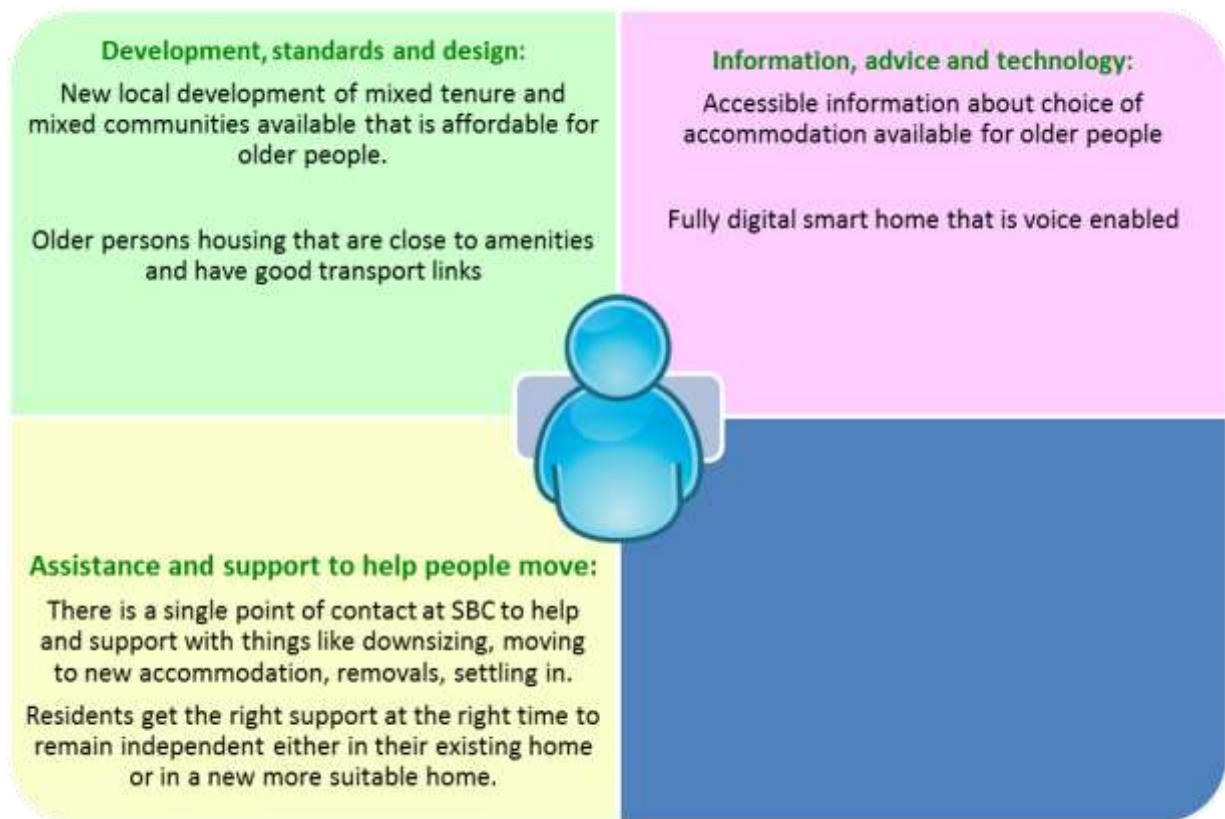 Development, standards and design:
New local development of mixed tenure and
mixed communities available that is affordable for
older people.
Older persons housing that are close to amenities
and have good transport links
Information, advice and technology:
Accessible information about choice of
accommodation available for older people
Fully digital smart home that is voice enabled
Assistance and support to help people move:
There is a single point of contact at SBC to help
and support with things like downsizing, moving
to new accommodation, removals, settling in.
Residents get the right support at the right time to
remain independent either in their existing home
or in a new more suitable home.